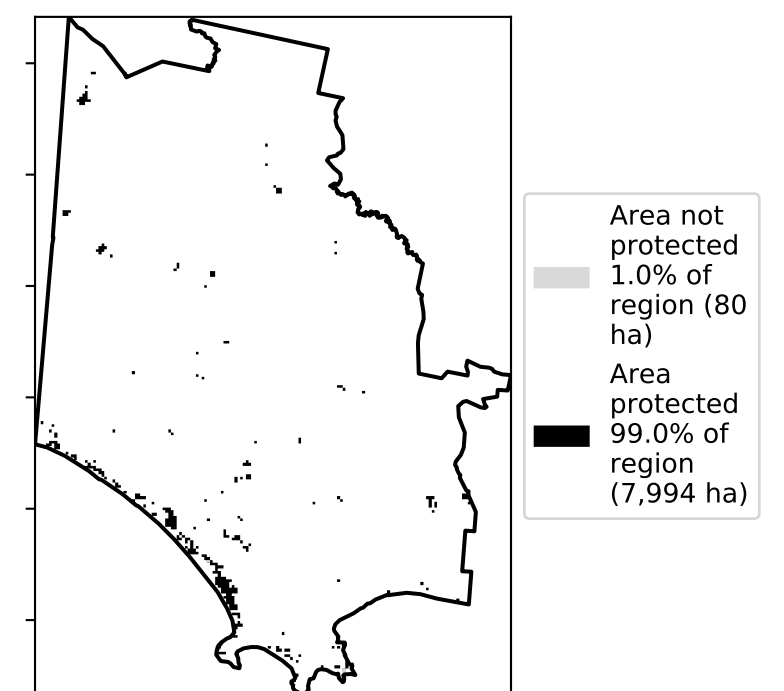 Area not
protected
1.0% of
region (80
ha)
Area
protected
99.0% of
region
(7,994 ha)